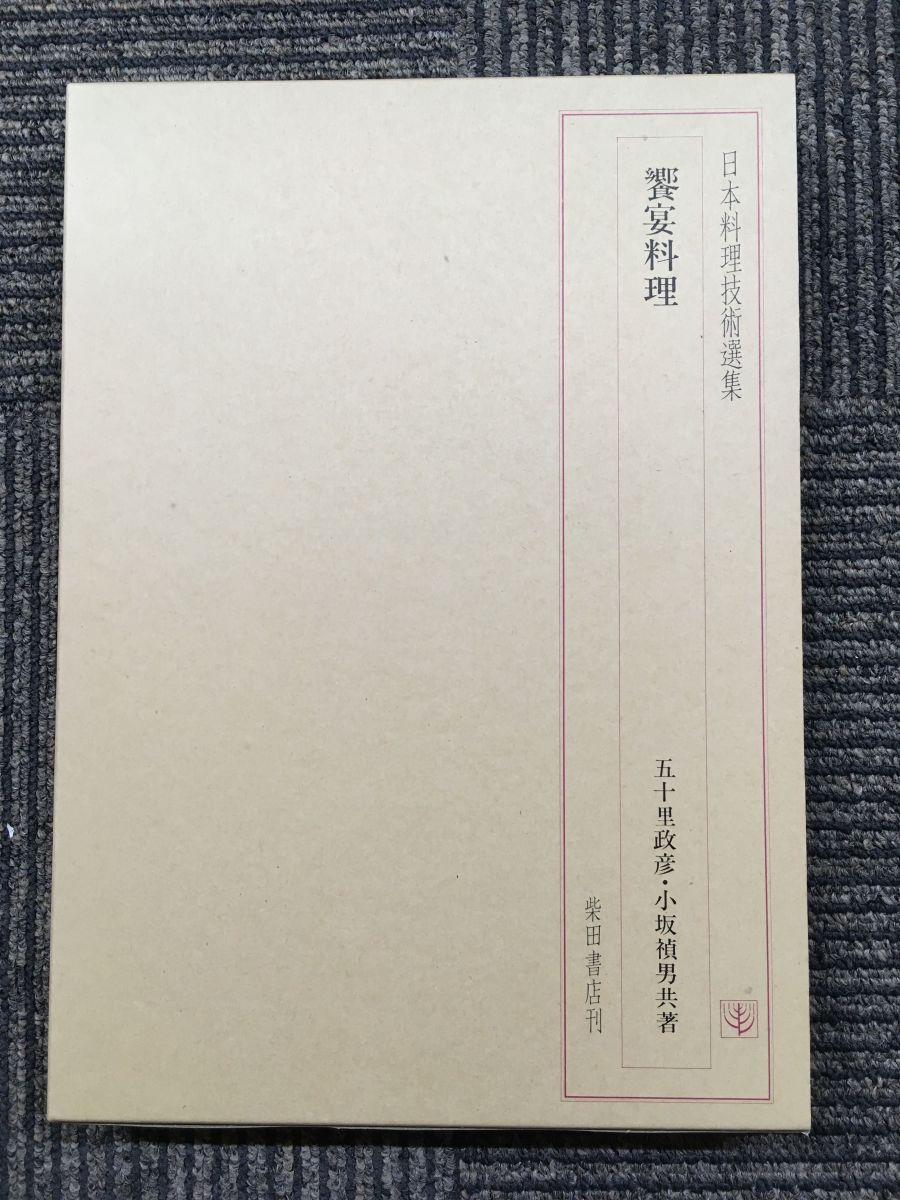 日本料理技術選集
饗宴料理
五十里政彦・小坂禎男共著
柴田書店刊